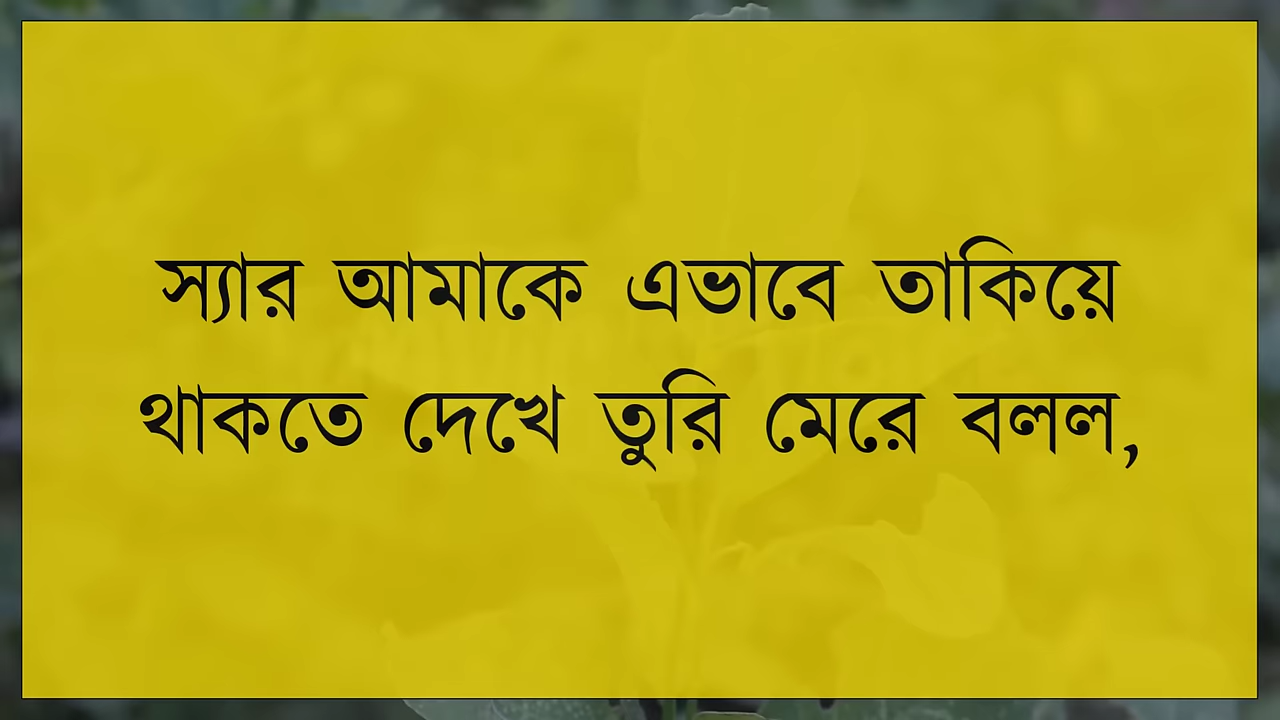 স্যার আমাকে এভাবে তাকিয়ে
থাকতে দেখে তুরি মেরে বলল,